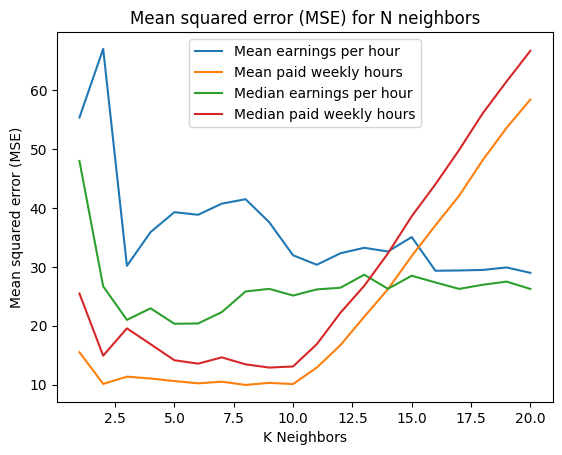 Mean squared error (MSE) for N neighbors
Mean earnings per hour
Mean paid weekly hours
Median earnings per hour
Median paid weekly hours
Mean squared error (MSE)
60
50
40
30
20
10
2.5 5.0 7.5 10.0 12.5 15.0 17.5 20.0
K Neighbors